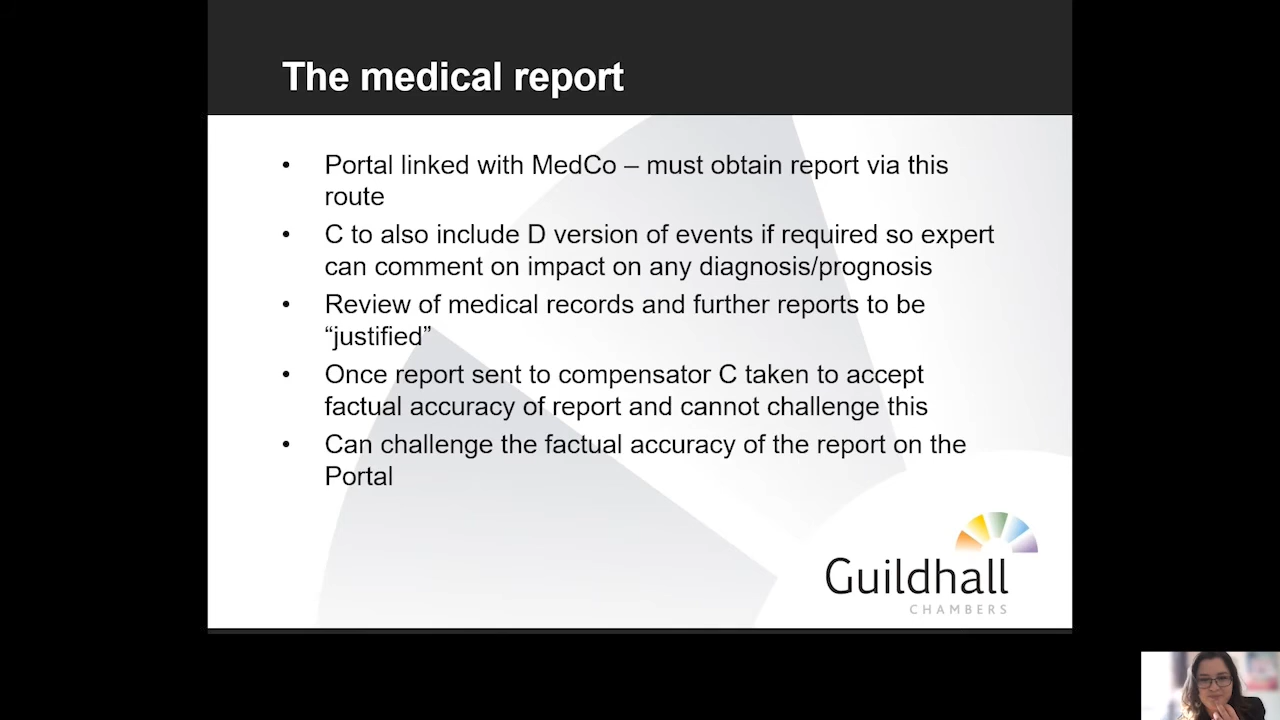 The medical report
• Portal linked with MedCo – must obtain report via this
route
• C to also include D version of events if required so expert
can comment on impact on any diagnosis/prognosis
• Review of medical records and further reports to be
“justified”
• Once report sent to compensator C taken to accept
factual accuracy of report and cannot challenge this
• Can challenge the factual accuracy of the report on the
Portal
Guildhall
CHAMBERS